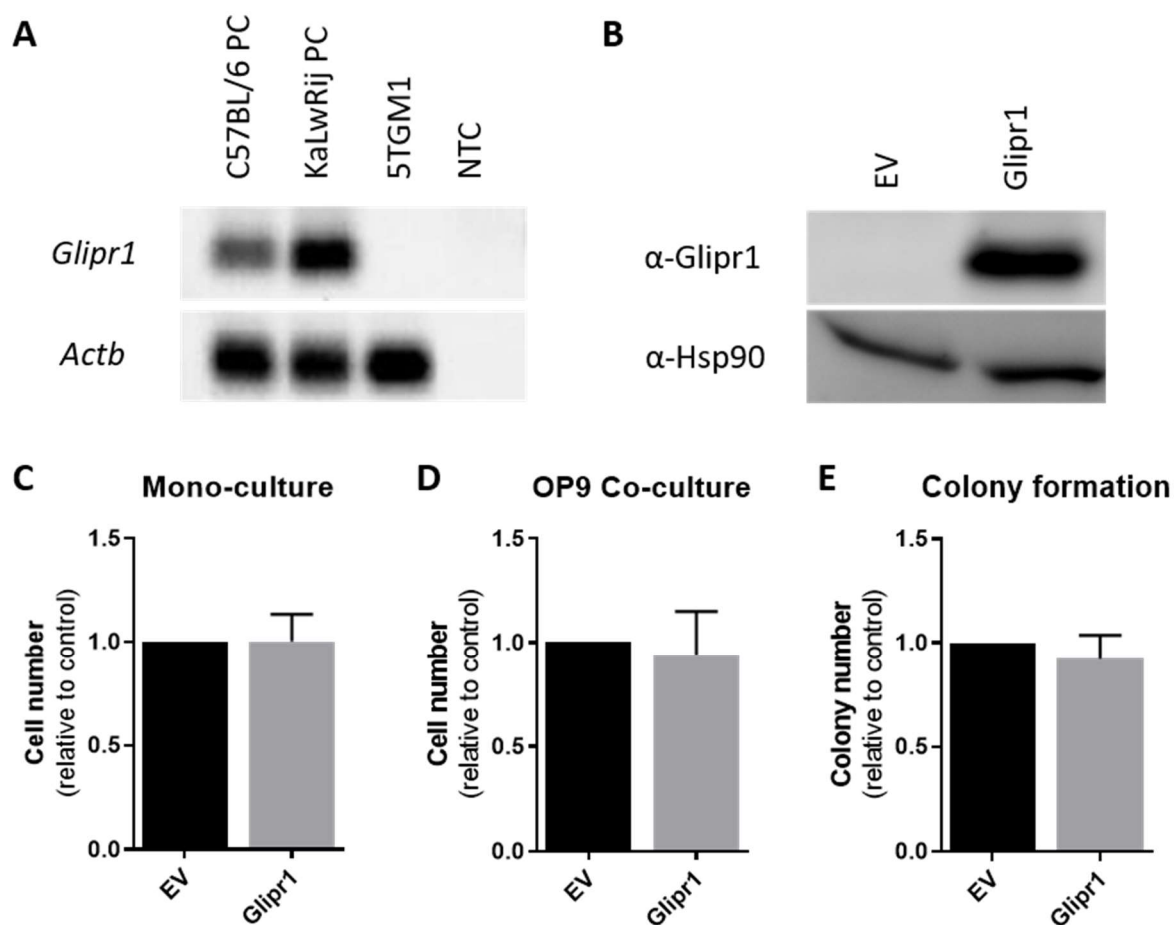 A
C57BL/6 PC
KaLwRij PC
5TGM1
NTC
Glipr1
Actb
B
EV
Glipr1
α-Glipr1
α-Hsp90
C
Mono-culture
Cell number
(relative to control)
1.5
1.0
0.5
0.0
EV
Glipr1
D
OP9 Co-culture
Cell number
(relative to control)
1.5
1.0
0.5
0.0
EV
Glipr1
E
Colony formation
Colony number
(relative to control)
1.5
1.0
0.5
0.0
EV
Glipr1